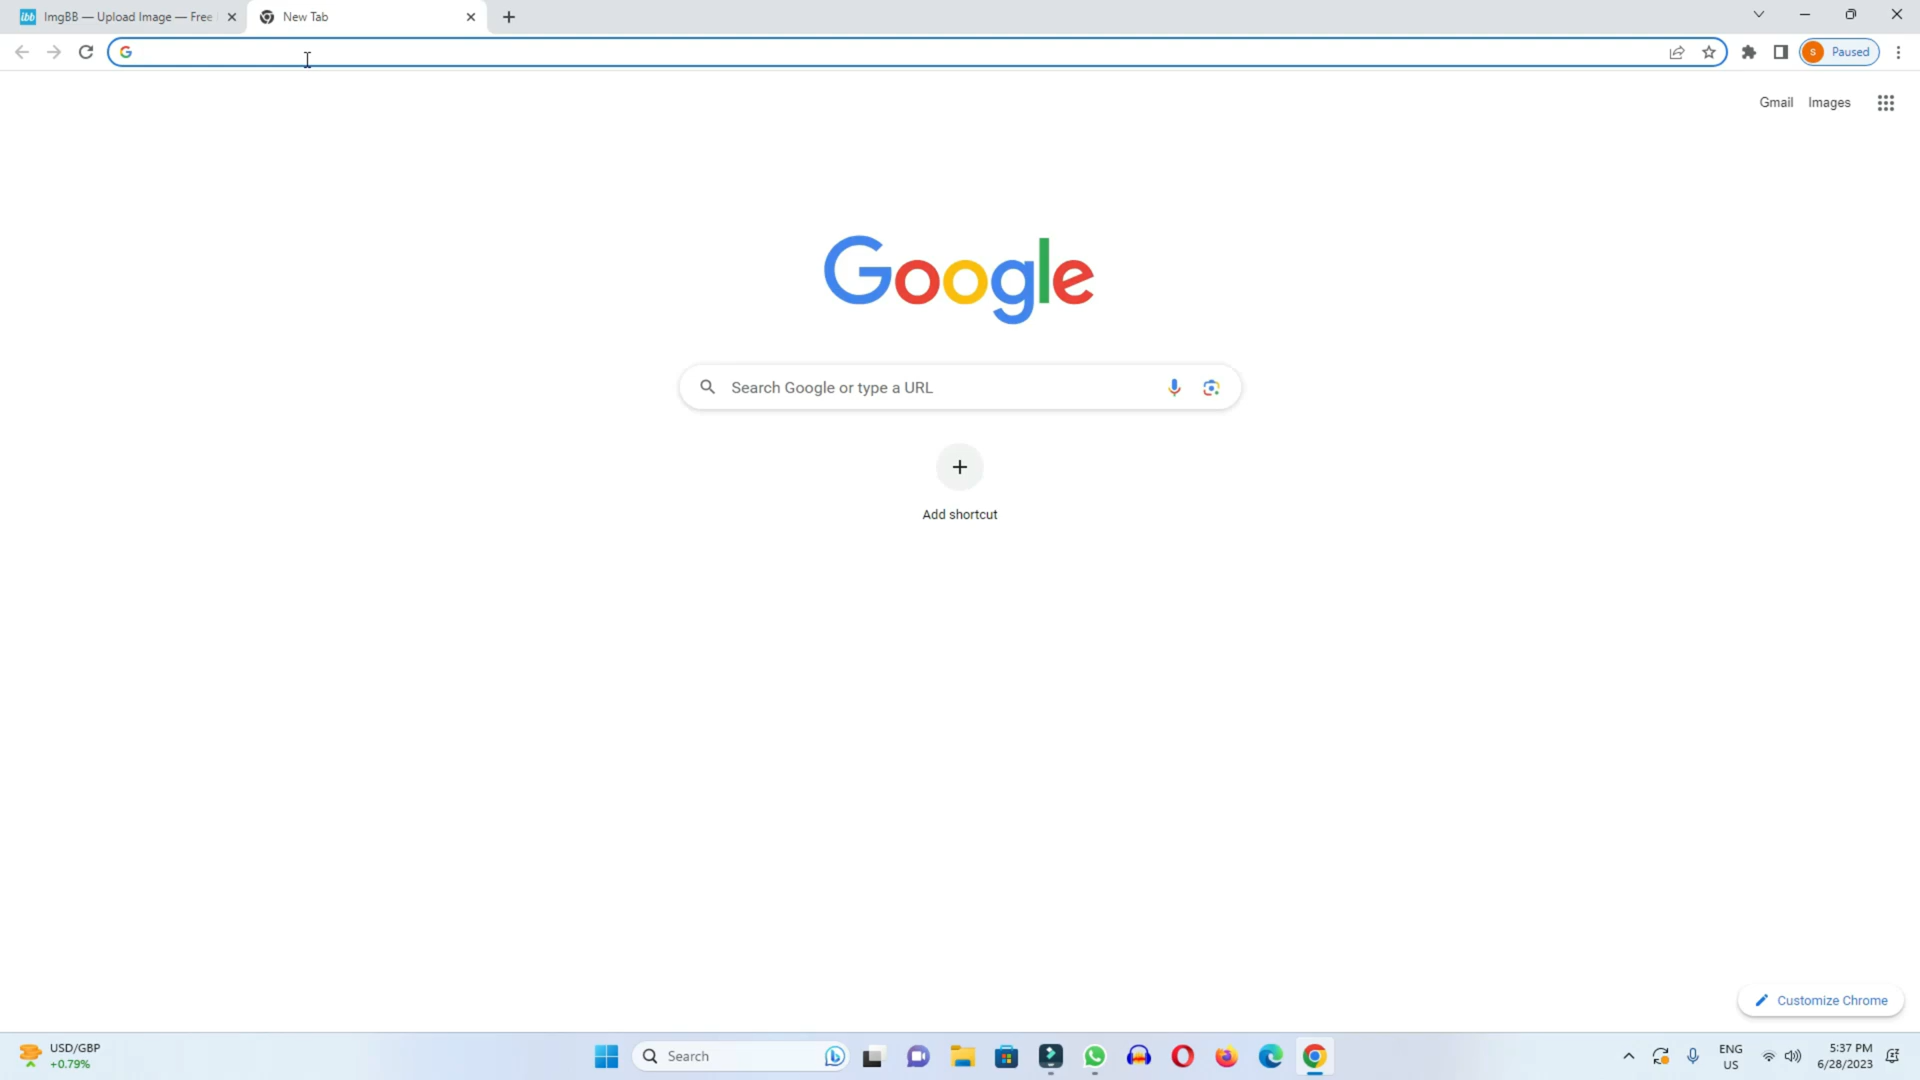 ibb ImgBB — Upload Image — Free
New Tab
G
S Paused
Gmail Images
Google
Search Google or type a URL
Add shortcut
Customize Chrome
USD/GBP
+0.79%
Search
ENG
US
5:37 PM
6/28/2023